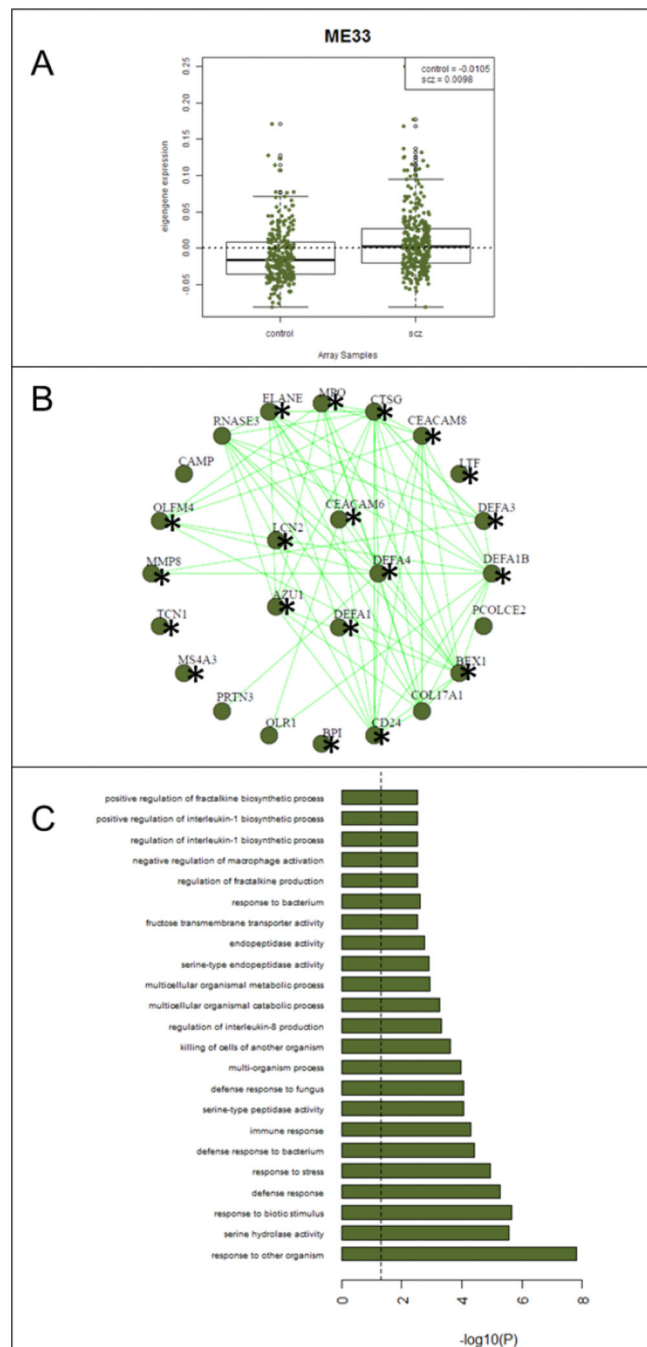 ME33
A
control = -0.0105
scz = 0.0098
eigengene expression
0.25
0.20
0.15
0.10
0.05
0.00
-0.05
control
scz
Array Samples
B
ELANE
MPO
CTSG
RNASE3
CEACAM8
CAMP
LTF
OLFM4
CEACAM6
DEFA3
LCN2
MMP8
DEFA4
DEFA1B
AZU1
TCN1
DEFA1
PCOLCE2
MS4A3
BEX1
PRTN3
COL17A1
OLR1
BPI
CD24
C
positive regulation of fractalkine biosynthetic process
positive regulation of interleukin-1 biosynthetic process
regulation of interleukin-1 biosynthetic process
negative regulation of macrophage activation
regulation of fractalkine production
response to bacterium
fructose transmembrane transporter activity
endopeptidase activity
serine-type endopeptidase activity
multicellular organismal metabolic process
multicellular organismal catabolic process
regulation of interleukin-8 production
killing of cells of another organism
multi-organism process
defense response to fungus
serine-type peptidase activity
immune response
defense response to bacterium
response to stress
defense response
response to biotic stimulus
serine hydrolase activity
response to other organism
0 2 4 6 8
-log10(P)